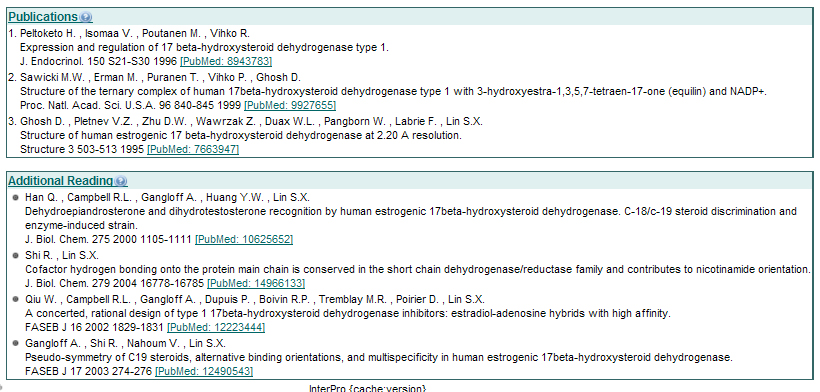 Publications
1. Peltoketo H. , Isomaa V. , Poutanen M. , Vihko R.
Expression and regulation of 17 beta-hydroxysteroid dehydrogenase type 1.
J. Endocrinol. 150 S21-S30 1996 [PubMed: 8943783]
2. Sawicki M.W. , Erman M. , Puranen T. , Vihko P. , Ghosh D.
Structure of the ternary complex of human 17beta-hydroxysteroid dehydrogenase type 1 with 3-hydroxyestra-1,3,5,7-tetraen-17-one (equilin) and NADP+.
Proc. Natl. Acad. Sci. U.S.A. 96 840-845 1999 [PubMed: 9927655]
3. Ghosh D. , Pletnev V.Z. , Zhu D.W. , Wawrzak Z. , Duax W.L. , Pangborn W. , Labrie F. , Lin S.X.
Structure of human estrogenic 17 beta-hydroxysteroid dehydrogenase at 2.20 A resolution.
Structure 3 503-513 1995 [PubMed: 7663947]
Additional Reading
Han Q. , Campbell R.L. , Gangloff A. , Huang Y.W. , Lin S.X.
Dehydroepiandrosterone and dihydrotestosterone recognition by human estrogenic 17beta-hydroxysteroid dehydrogenase. C-18/c-19 steroid discrimination and
enzyme-induced strain.
J. Biol. Chem. 275 2000 1105-1111 [PubMed: 10625652]
Shi R. , Lin S.X.
Cofactor hydrogen bonding onto the protein main chain is conserved in the short chain dehydrogenase/reductase family and contributes to nicotinamide orientation.
J. Biol. Chem. 279 2004 16778-16785 [PubMed: 14966133]
Qiu W. , Campbell R.L. , Gangloff A. , Dupuis P. , Boivin R.P. , Tremblay M.R. , Poirier D. , Lin S.X.
A concerted, rational design of type 1 17beta-hydroxysteroid dehydrogenase inhibitors: estradiol-adenosine hybrids with high affinity.
FASEB J 16 2002 1829-1831 [PubMed: 12223444]
Gangloff A. , Shi R. , Nahoum V. , Lin S.X.
Pseudo-symmetry of C19 steroids, alternative binding orientations, and multispecificity in human estrogenic 17beta-hydroxysteroid dehydrogenase.
FASEB J 17 2003 274-276 [PubMed: 12490543]
InterPro {cache:version}